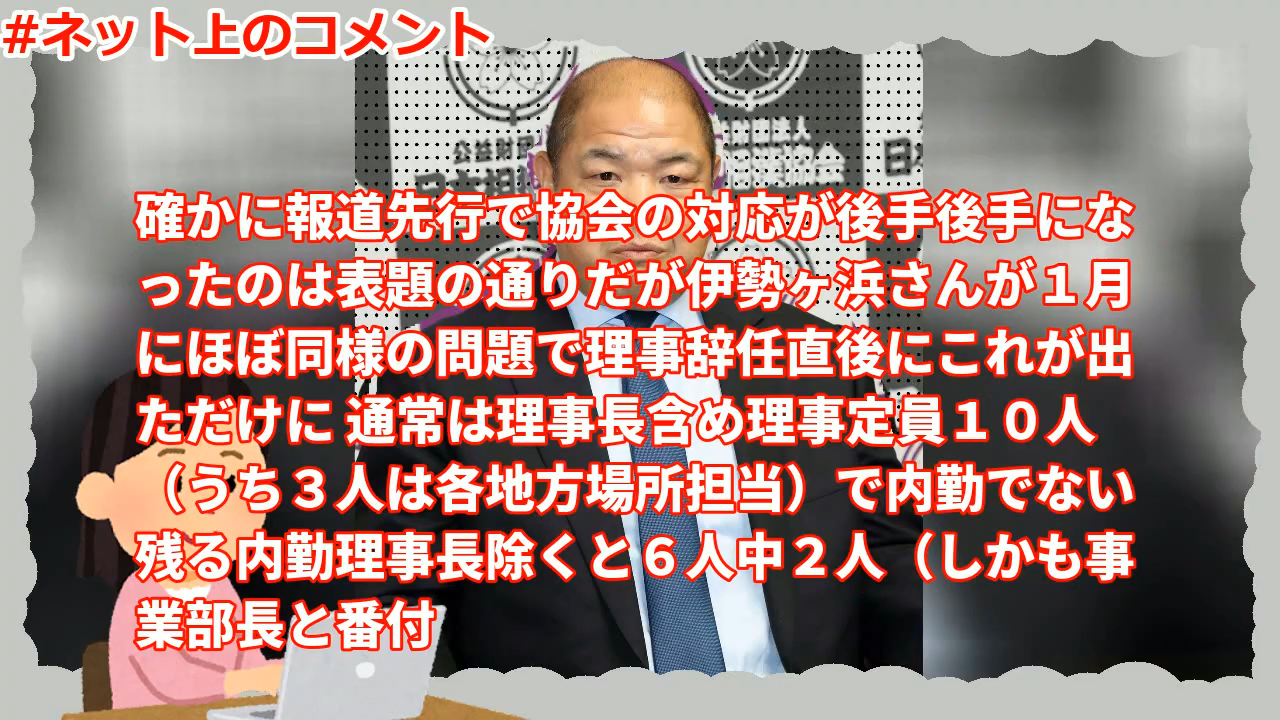 #ネット上のコメント
公益財団
日
確かに報道先行で協会の対応が後手後手にな
ったのは表題の通りだが伊勢ヶ浜さんが１月
にほぼ同様の問題で理事辞任直後にこれが出
ただけに 通常は理事長含め理事定員１０人
（うち３人は各地方場所担当）で内勤でない
残る内勤理事長除くと６人中２人（しかも事
業部長と番付